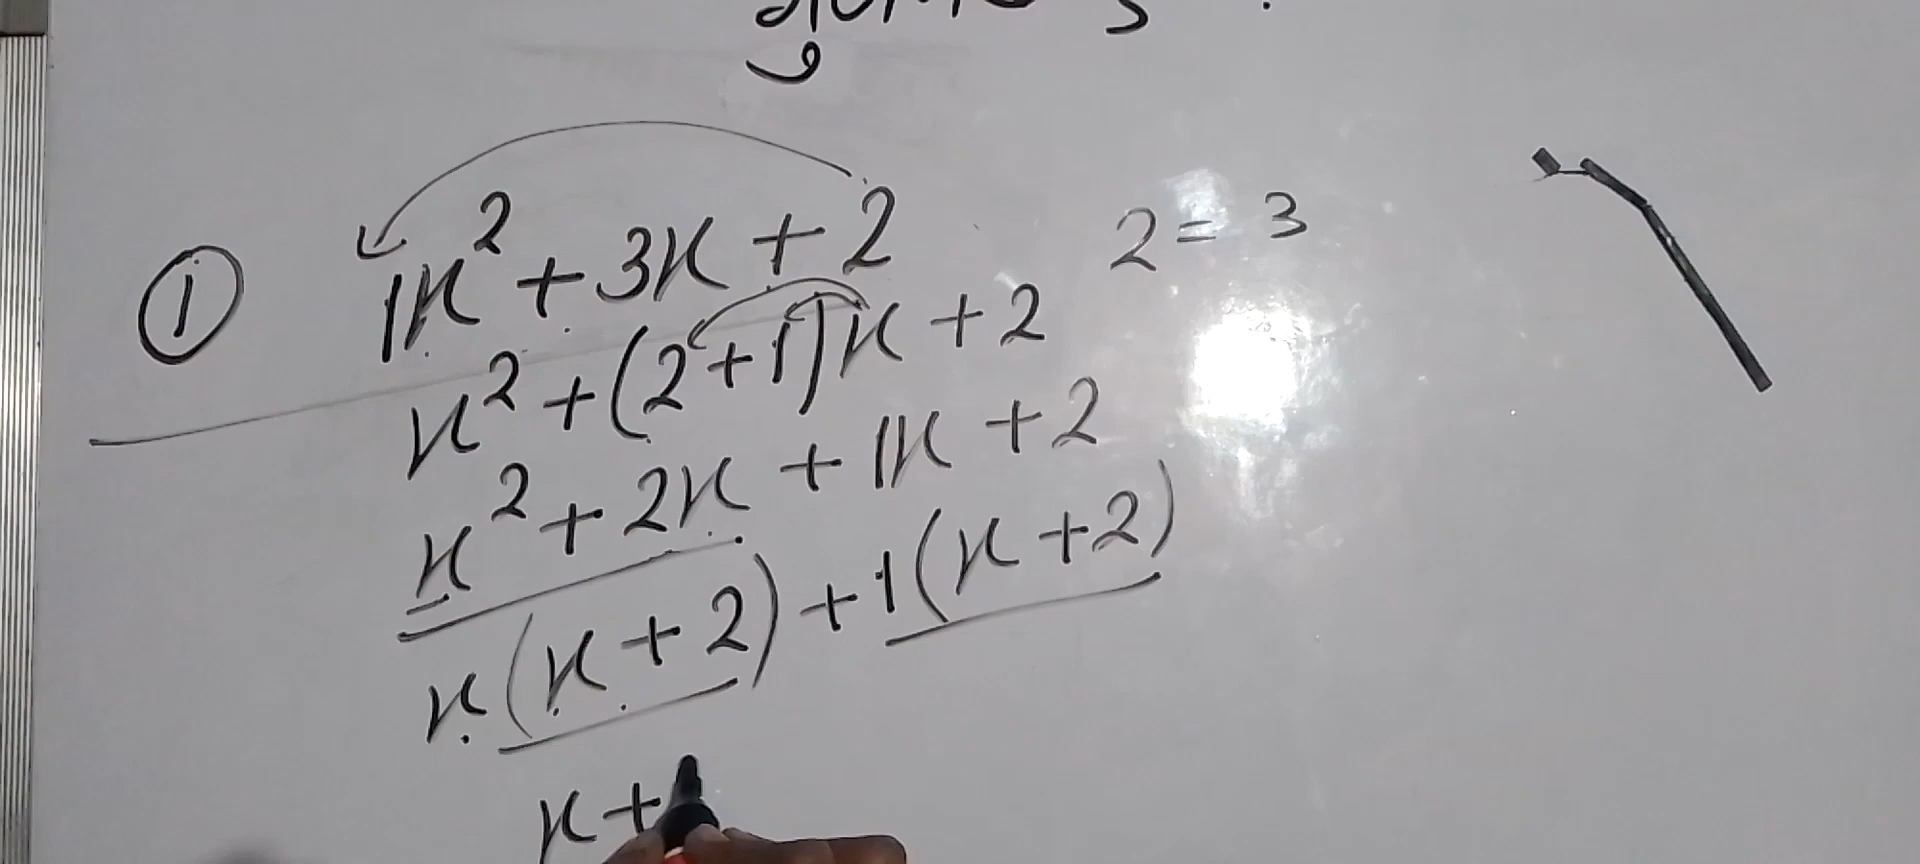 ①
1x² + 3x + 2
2 = 3
x² + (2 + 1)x + 2
x² + 2x + 1x + 2
x(x + 2) + 1(x + 2)
x +